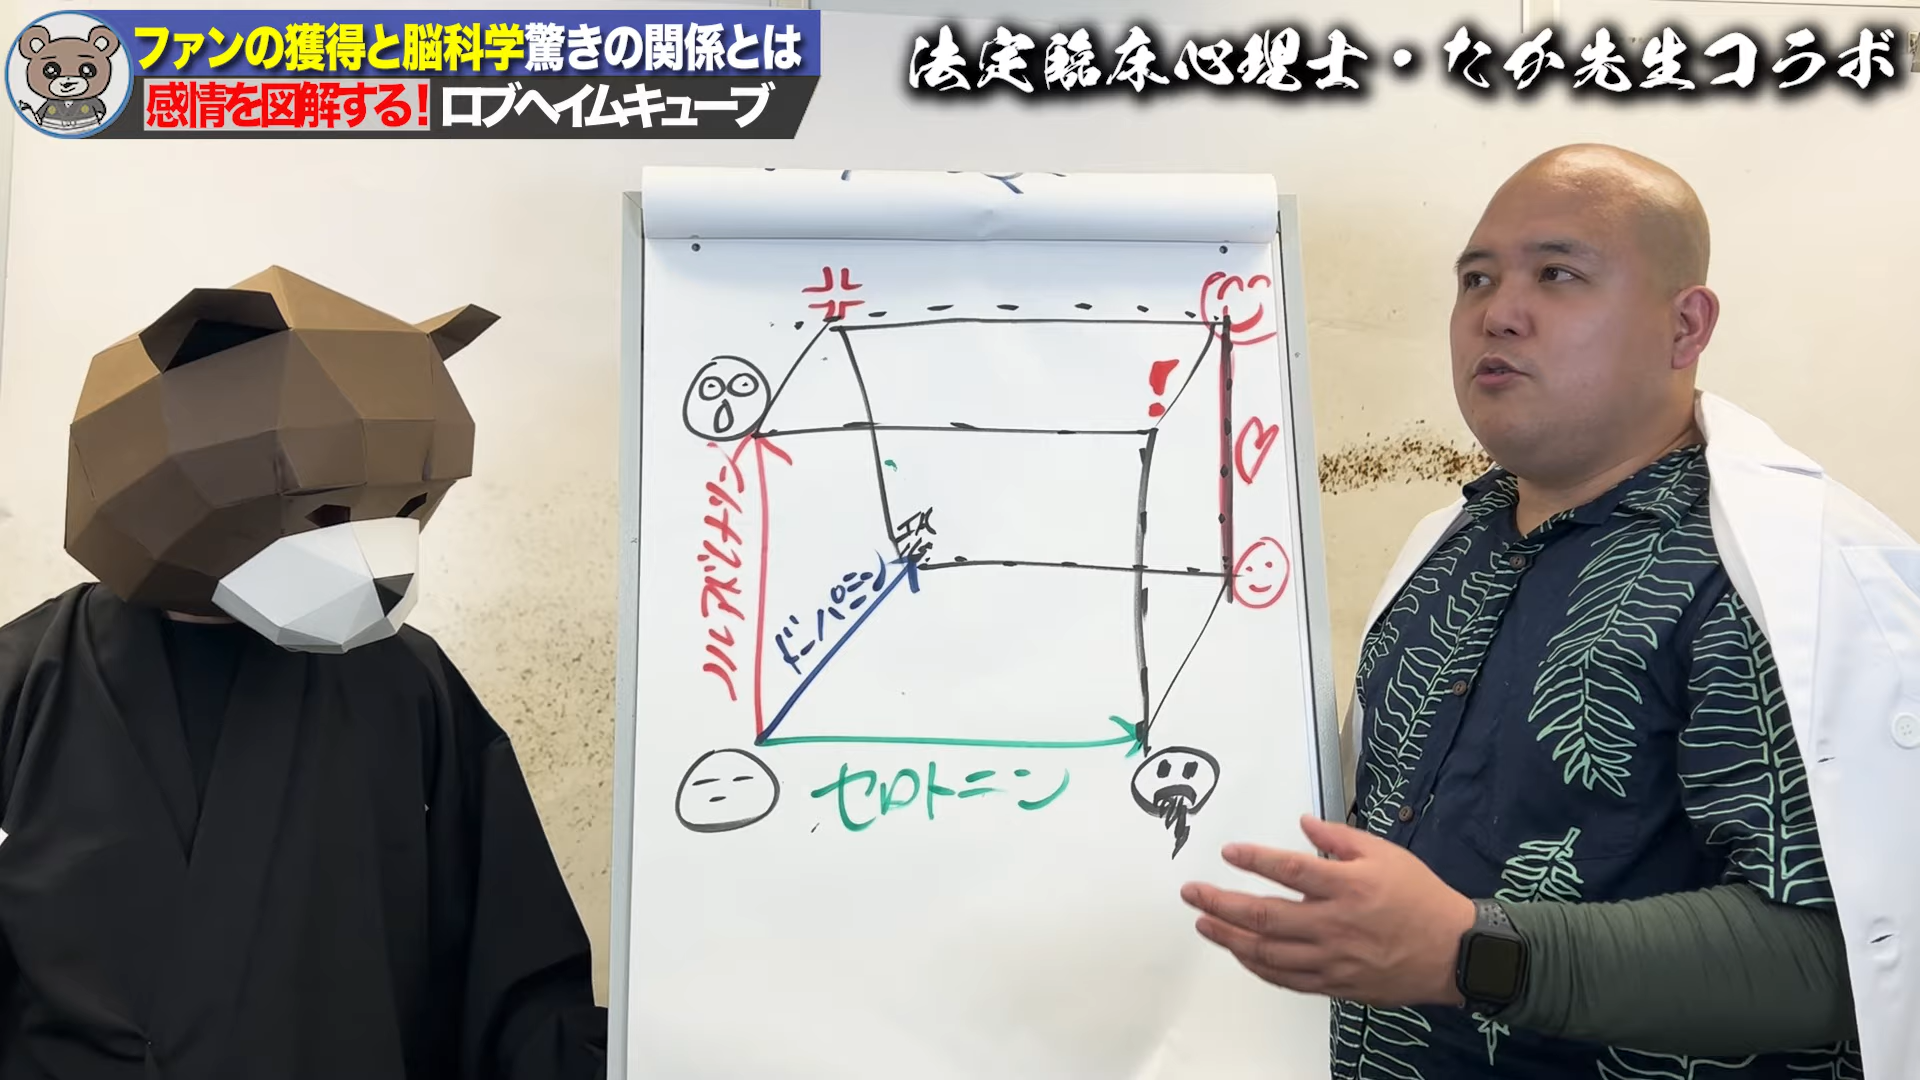 ファンの獲得と脳科学驚きの関係とは
感情を図解する！ロブヘイムキューブ
法定臨床心理士・たか先生コラボ
！
ノルアドレナリン
ドーパミン
セロトニン